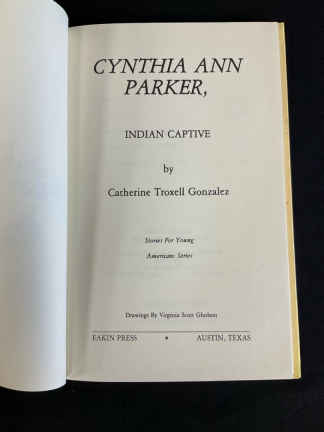 CYNTHIA ANN
PARKER,
INDIAN CAPTIVE
by
Catherine Troxell Gonzalez
Stories For Young
Americans Series
Drawings By Virginia Scott Gholson
EAKIN PRESS • AUSTIN, TEXAS